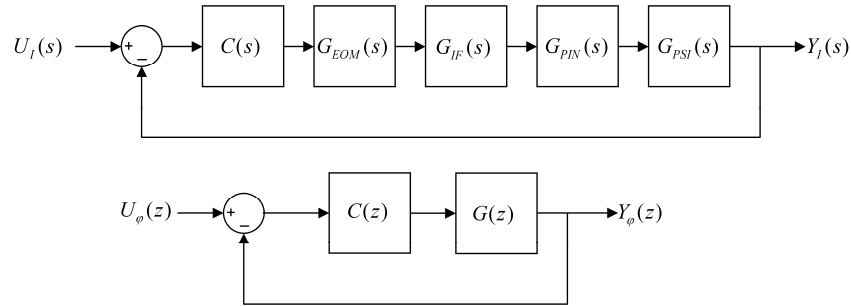 U_I(s) + − C(s) G_EOM(s) G_IF(s) G_PIN(s) G_PSI(s) Y_I(s)
U_φ(z) + − C(z) G(z) Y_φ(z)